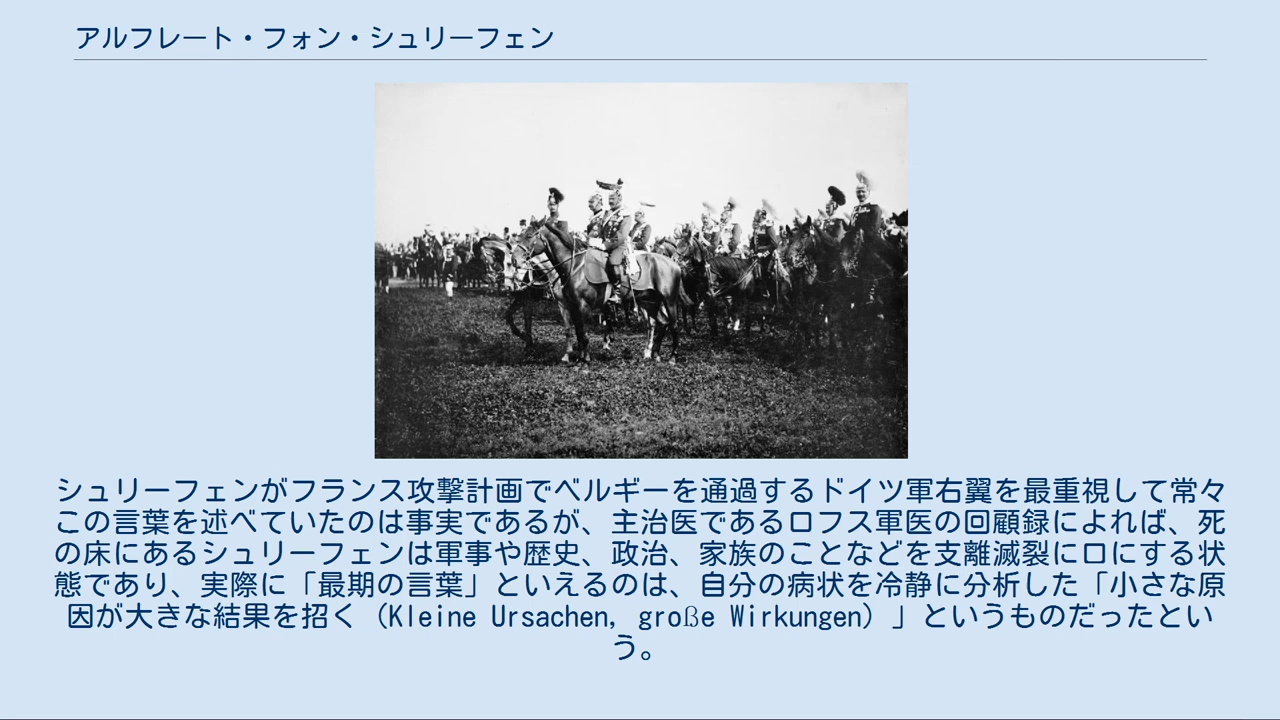 アルフレート・フォン・シュリーフェン
シュリーフェンがフランス攻撃計画でベルギーを通過するドイツ軍右翼を最重視して常々
この言葉を述べていたのは事実であるが、主治医であるロフス軍医の回顧録によれば、死
の床にあるシュリーフェンは軍事や歴史、政治、家族のことなどを支離滅裂に口にする状
態であり、実際に「最期の言葉」といえるのは、自分の病状を冷静に分析した「小さな原
因が大きな結果を招く（Kleine Ursachen, große Wirkungen）」というものだったとい
う。